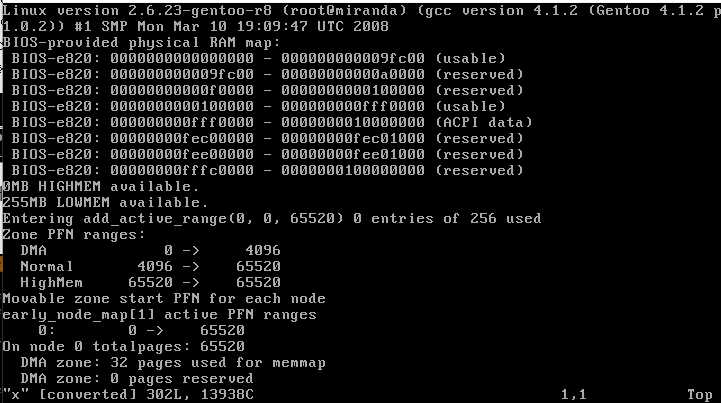 Linux version 2.6.23-gentoo-r8 (root@miranda) (gcc version 4.1.2 (Gentoo 4.1.2 p
1.0.2)) #1 SMP Mon Mar 10 19:09:47 UTC 2008
BIOS-provided physical RAM map:
BIOS-e820: 0000000000000000 - 000000000009fc00 (usable)
BIOS-e820: 000000000009fc00 - 00000000000a0000 (reserved)
BIOS-e820: 00000000000f0000 - 0000000000100000 (reserved)
BIOS-e820: 0000000000100000 - 000000000fff0000 (usable)
BIOS-e820: 000000000fff0000 - 0000000010000000 (ACPI data)
BIOS-e820: 00000000fec00000 - 00000000fec01000 (reserved)
BIOS-e820: 00000000fee00000 - 00000000fee01000 (reserved)
BIOS-e820: 00000000fffc0000 - 0000000100000000 (reserved)
0MB HIGHMEM available.
255MB LOWMEM available.
Entering add_active_range(0, 0, 65520) 0 entries of 256 used
Zone PFN ranges:
DMA 0 -> 4096
Normal 4096 -> 65520
HighMem 65520 -> 65520
Movable zone start PFN for each node
early_node_map[1] active PFN ranges
0: 0 -> 65520
On node 0 totalpages: 65520
DMA zone: 32 pages used for memmap
DMA zone: 0 pages reserved
"x" [converted] 302L, 13938C 1,1 Top